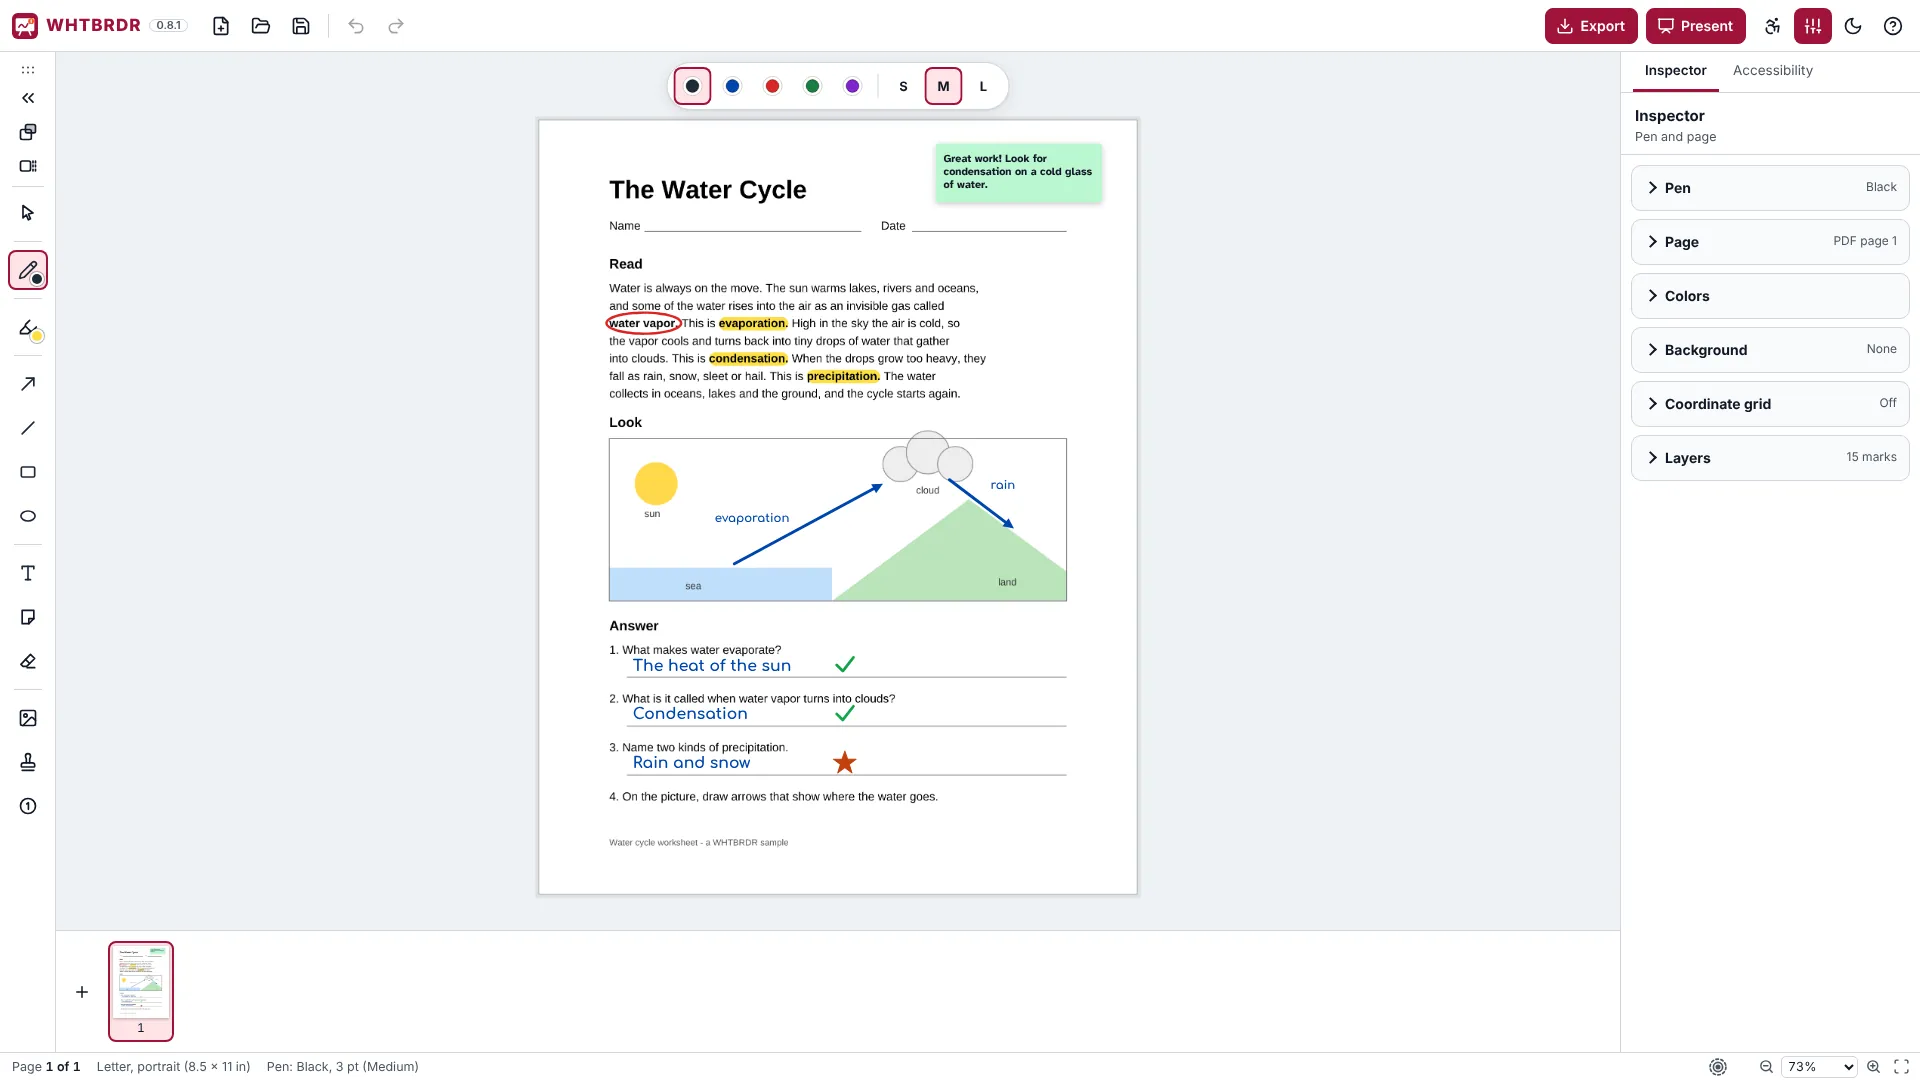 WHTBRDR 0.8.1
Export
Present
S M L
Inspector Accessibility
Inspector
Pen and page
Pen Black
Page PDF page 1
Colors
Background None
Coordinate grid Off
Layers 15 marks
Great work! Look for
condensation on a cold glass
of water.
The Water Cycle
Name Date
Read
Water is always on the move. The sun warms lakes, rivers and oceans,
and some of the water rises into the air as an invisible gas called
water vapor. This is evaporation. High in the sky the air is cold, so
the vapor cools and turns back into tiny drops of water that gather
into clouds. This is condensation. When the drops grow too heavy, they
fall as rain, snow, sleet or hail. This is precipitation. The water
collects in oceans, lakes and the ground, and the cycle starts again.
Look
sun
evaporation
cloud
rain
sea
land
Answer
1. What makes water evaporate?
The heat of the sun
2. What is it called when water vapor turns into clouds?
Condensation
3. Name two kinds of precipitation.
Rain and snow
4. On the picture, draw arrows that show where the water goes.
Water cycle worksheet - a WHTBRDR sample
1
Page 1 of 1 Letter, portrait (8.5 × 11 in) Pen: Black, 3 pt (Medium)
73%